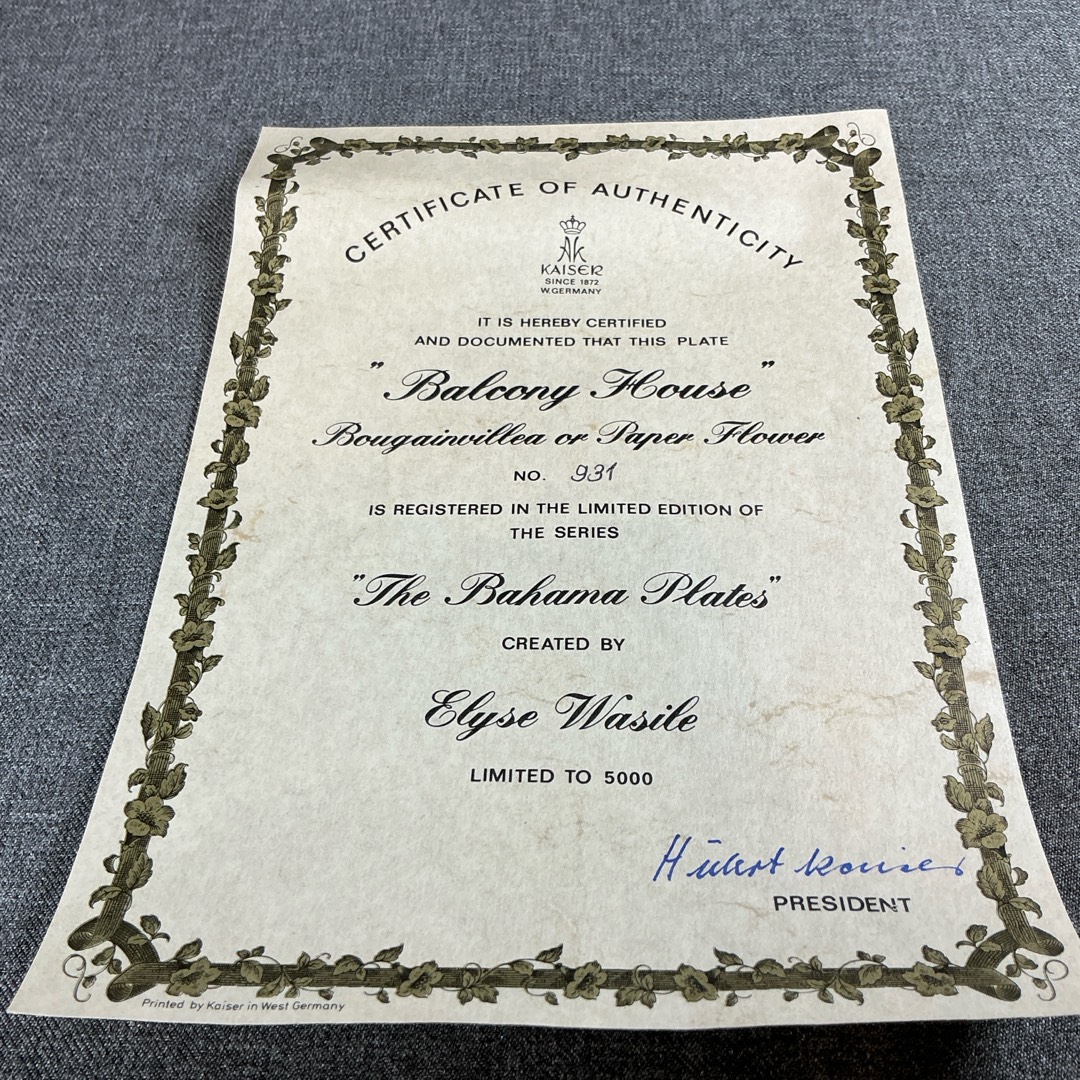 CERTIFICATE OF AUTHENTICITY
AK
KAISER
SINCE 1872
W.GERMANY
IT IS HEREBY CERTIFIED
AND DOCUMENTED THAT THIS PLATE
"Balcony House"
Bougainvillea or Paper Flower
NO. 931
IS REGISTERED IN THE LIMITED EDITION OF
THE SERIES
"The Bahama Plates"
CREATED BY
Elyse Wasile
LIMITED TO 5000
PRESIDENT
Printed by Kaiser in West Germany